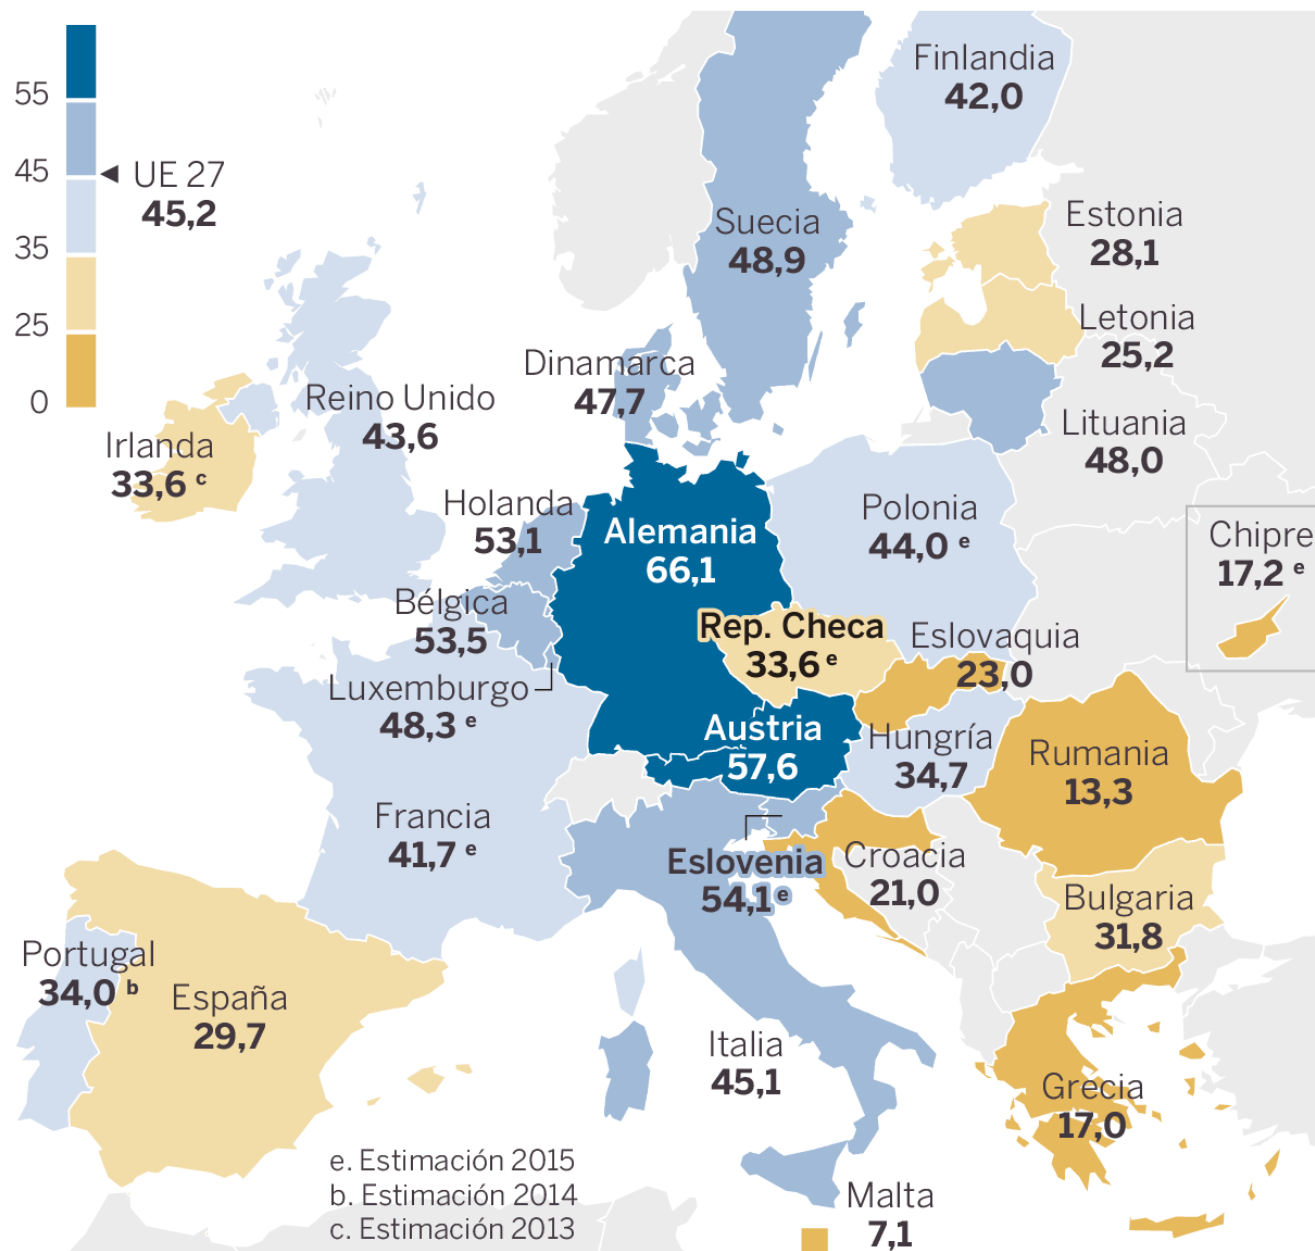 55
45
UE 27
45,2
35
25
0
Finlandia
42,0
Suecia
48,9
Estonia
28,1
Letonia
25,2
Lituania
48,0
Dinamarca
47,7
Reino Unido
43,6
Irlanda
33,6 c
Holanda
53,1
Alemania
66,1
Polonia
44,0 e
Chipre
17,2 e
Bélgica
53,5
Rep. Checa
33,6 e
Eslovaquia
23,0
Luxemburgo
48,3 e
Austria
57,6
Hungría
34,7
Rumania
13,3
Francia
41,7 e
Eslovenia
54,1 e
Croacia
21,0
Bulgaria
31,8
Portugal
34,0 b
España
29,7
Italia
45,1
Grecia
17,0
Malta
7,1
e. Estimación 2015
b. Estimación 2014
c. Estimación 2013